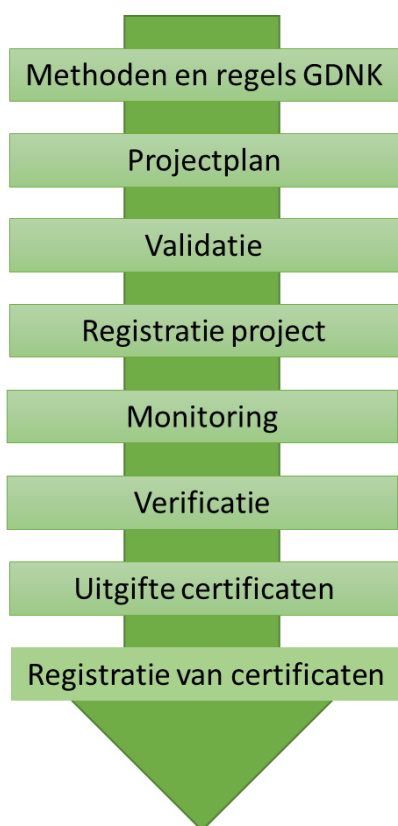 Methoden en regels GDNK
Projectplan
Validatie
Registratie project
Monitoring
Verificatie
Uitgifte certificaten
Registratie van certificaten